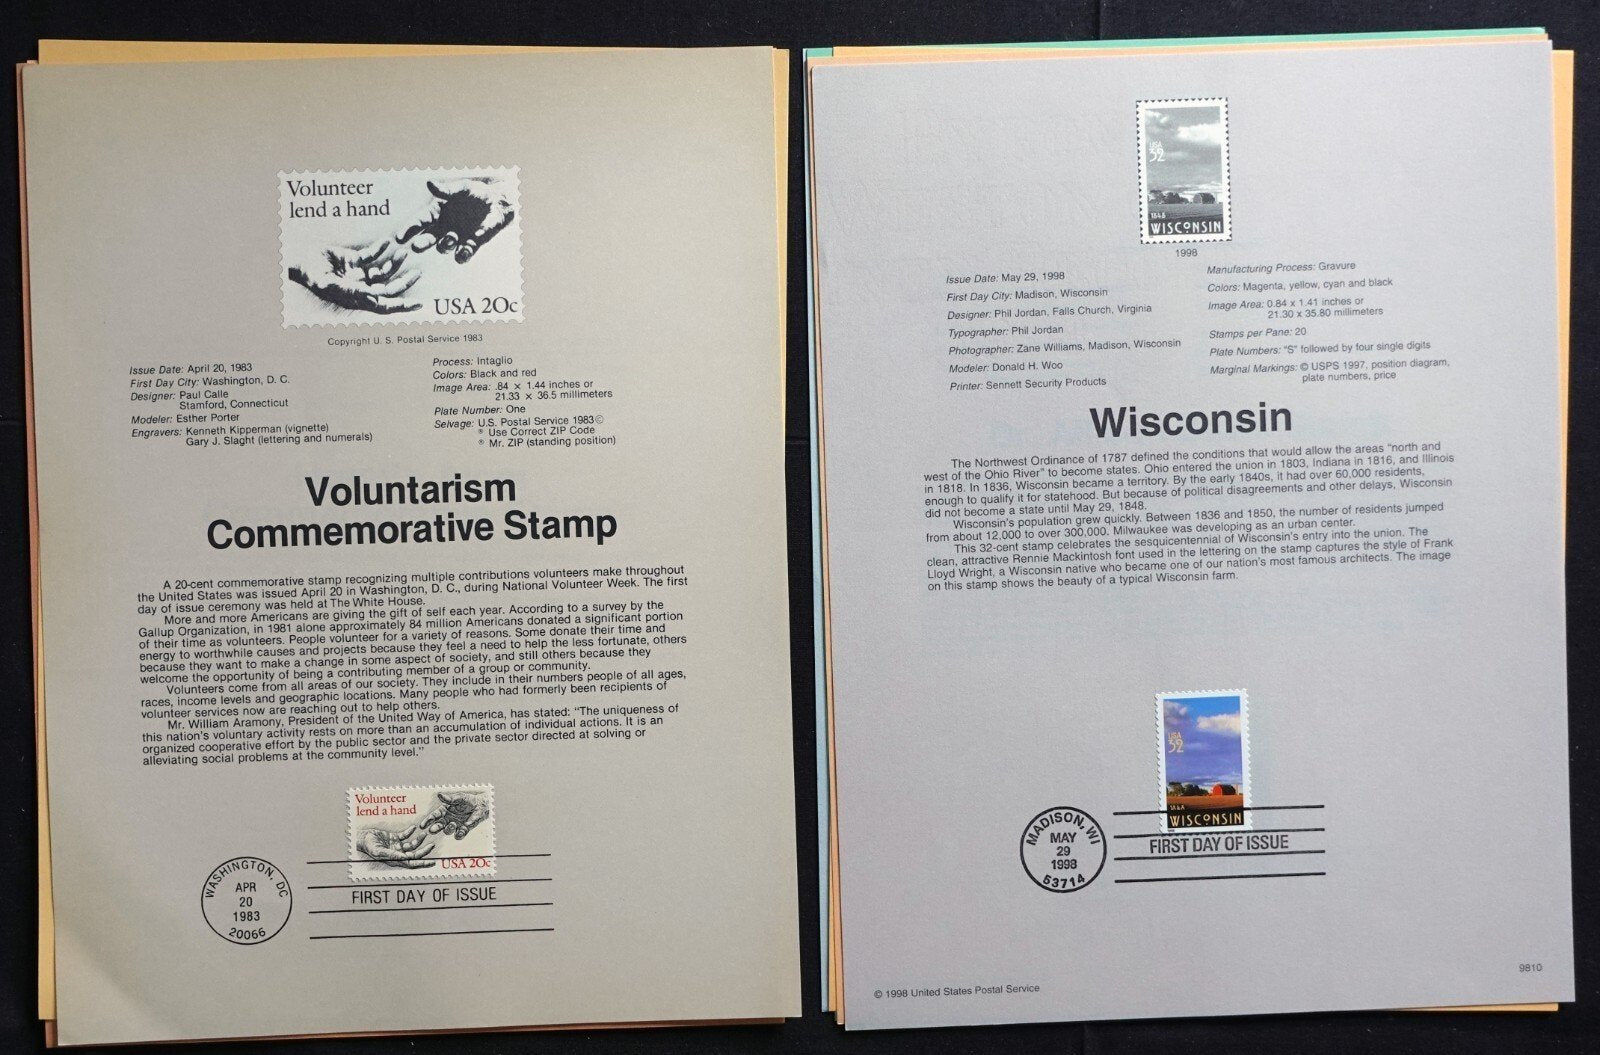 Volunteer
lend a hand
USA 20c
Copyright U. S. Postal Service 1983
Issue Date: April 20, 1983
First Day City: Washington, D. C.
Designer: Paul Calle
Stamford, Connecticut
Modeler: Esther Porter
Engravers: Kenneth Kipperman (vignette)
Gary J. Slaght (lettering and numerals)
Process: Intaglio
Colors: Black and red
Image Area: .84 × 1.44 inches or
21.33 × 36.5 millimeters
Plate Number: One
Selvage: U.S. Postal Service 1983©
® Use Correct ZIP Code
® Mr. ZIP (standing position)
Voluntarism
Commemorative Stamp
A 20-cent commemorative stamp recognizing multiple contributions volunteers make throughout
the United States was issued April 20 in Washington, D. C., during National Volunteer Week. The first
day of issue ceremony was held at The White House.
More and more Americans are giving the gift of self each year. According to a survey by the
Gallup Organization, in 1981 alone approximately 84 million Americans donated a significant portion
of their time as volunteers. People volunteer for a variety of reasons. Some donate their time and
energy to worthwhile causes and projects because they feel a need to help the less fortunate, others
because they want to make a change in some aspect of society, and still others because they
welcome the opportunity of being a contributing member of a group or community.
Volunteers come from all areas of our society. They include in their numbers people of all ages,
races, income levels and geographic locations. Many people who had formerly been recipients of
volunteer services now are reaching out to help others.
Mr. William Aramony, President of the United Way of America, has stated: "The uniqueness of
this nation's voluntary activity rests on more than an accumulation of individual actions. It is an
organized cooperative effort by the public sector and the private sector directed at solving or
alleviating social problems at the community level."
Volunteer
lend a hand
USA 20c
WASHINGTON, DC
APR
20
1983
20066
FIRST DAY OF ISSUE
USA
32
1848
WISCONSIN
1998
Issue Date: May 29, 1998
First Day City: Madison, Wisconsin
Designer: Phil Jordan, Falls Church, Virginia
Typographer: Phil Jordan
Photographer: Zane Williams, Madison, Wisconsin
Modeler: Donald H. Woo
Printer: Sennett Security Products
Manufacturing Process: Gravure
Colors: Magenta, yellow, cyan and black
Image Area: 0.84 x 1.41 inches or
21.30 x 35.80 millimeters
Stamps per Pane: 20
Plate Numbers: "S" followed by four single digits
Marginal Markings: © USPS 1997, position diagram,
plate numbers, price
Wisconsin
The Northwest Ordinance of 1787 defined the conditions that would allow the areas "north and
west of the Ohio River" to become states. Ohio entered the union in 1803, Indiana in 1816, and Illinois
in 1818. In 1836, Wisconsin became a territory. By the early 1840s, it had over 60,000 residents,
enough to qualify it for statehood. But because of political disagreements and other delays, Wisconsin
did not become a state until May 29, 1848.
Wisconsin's population grew quickly. Between 1836 and 1850, the number of residents jumped
from about 12,000 to over 300,000. Milwaukee was developing as an urban center.
This 32-cent stamp celebrates the sesquicentennial of Wisconsin's entry into the union. The
clean, attractive Rennie Mackintosh font used in the lettering on the stamp captures the style of Frank
Lloyd Wright, a Wisconsin native who became one of our nation's most famous architects. The image
on this stamp shows the beauty of a typical Wisconsin farm.
USA
32
1848
WISCONSIN
MADISON, WI
MAY
29
1998
53714
FIRST DAY OF ISSUE
9810
© 1998 United States Postal Service